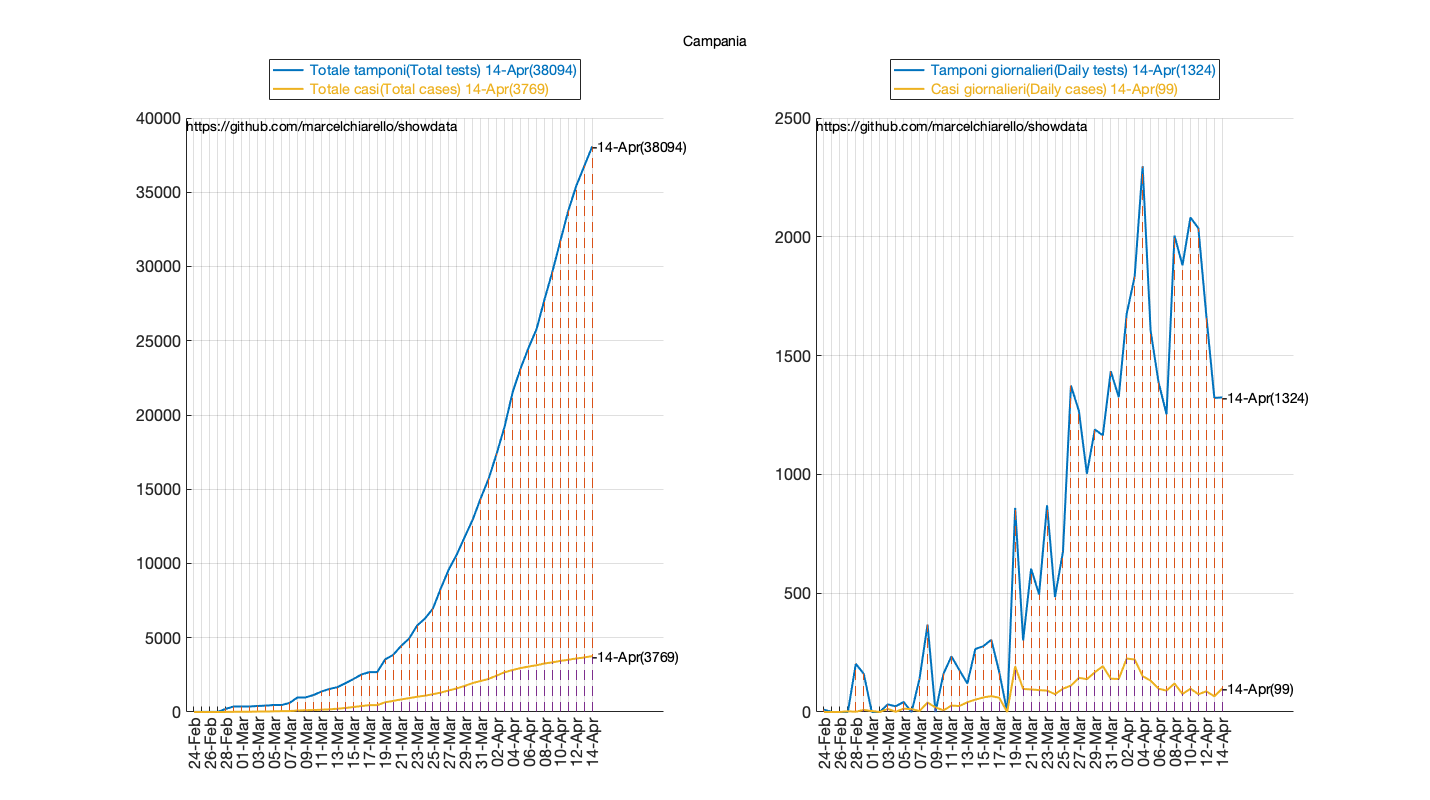 Campania
Totale tamponi(Total tests) 14-Apr(38094)
Totale casi(Total cases) 14-Apr(3769)
https://github.com/marcelchiarello/showdata
40000
35000
30000
25000
20000
15000
10000
5000
0
14-Apr(38094)
14-Apr(3769)
24-Feb
26-Feb
28-Feb
01-Mar
03-Mar
05-Mar
07-Mar
09-Mar
11-Mar
13-Mar
15-Mar
17-Mar
19-Mar
21-Mar
23-Mar
25-Mar
27-Mar
29-Mar
31-Mar
02-Apr
04-Apr
06-Apr
08-Apr
10-Apr
12-Apr
14-Apr
Tamponi giornalieri(Daily tests) 14-Apr(1324)
Casi giornalieri(Daily cases) 14-Apr(99)
https://github.com/marcelchiarello/showdata
2500
2000
1500
1000
500
0
14-Apr(1324)
14-Apr(99)
24-Feb
26-Feb
28-Feb
01-Mar
03-Mar
05-Mar
07-Mar
09-Mar
11-Mar
13-Mar
15-Mar
17-Mar
19-Mar
21-Mar
23-Mar
25-Mar
27-Mar
29-Mar
31-Mar
02-Apr
04-Apr
06-Apr
08-Apr
10-Apr
12-Apr
14-Apr